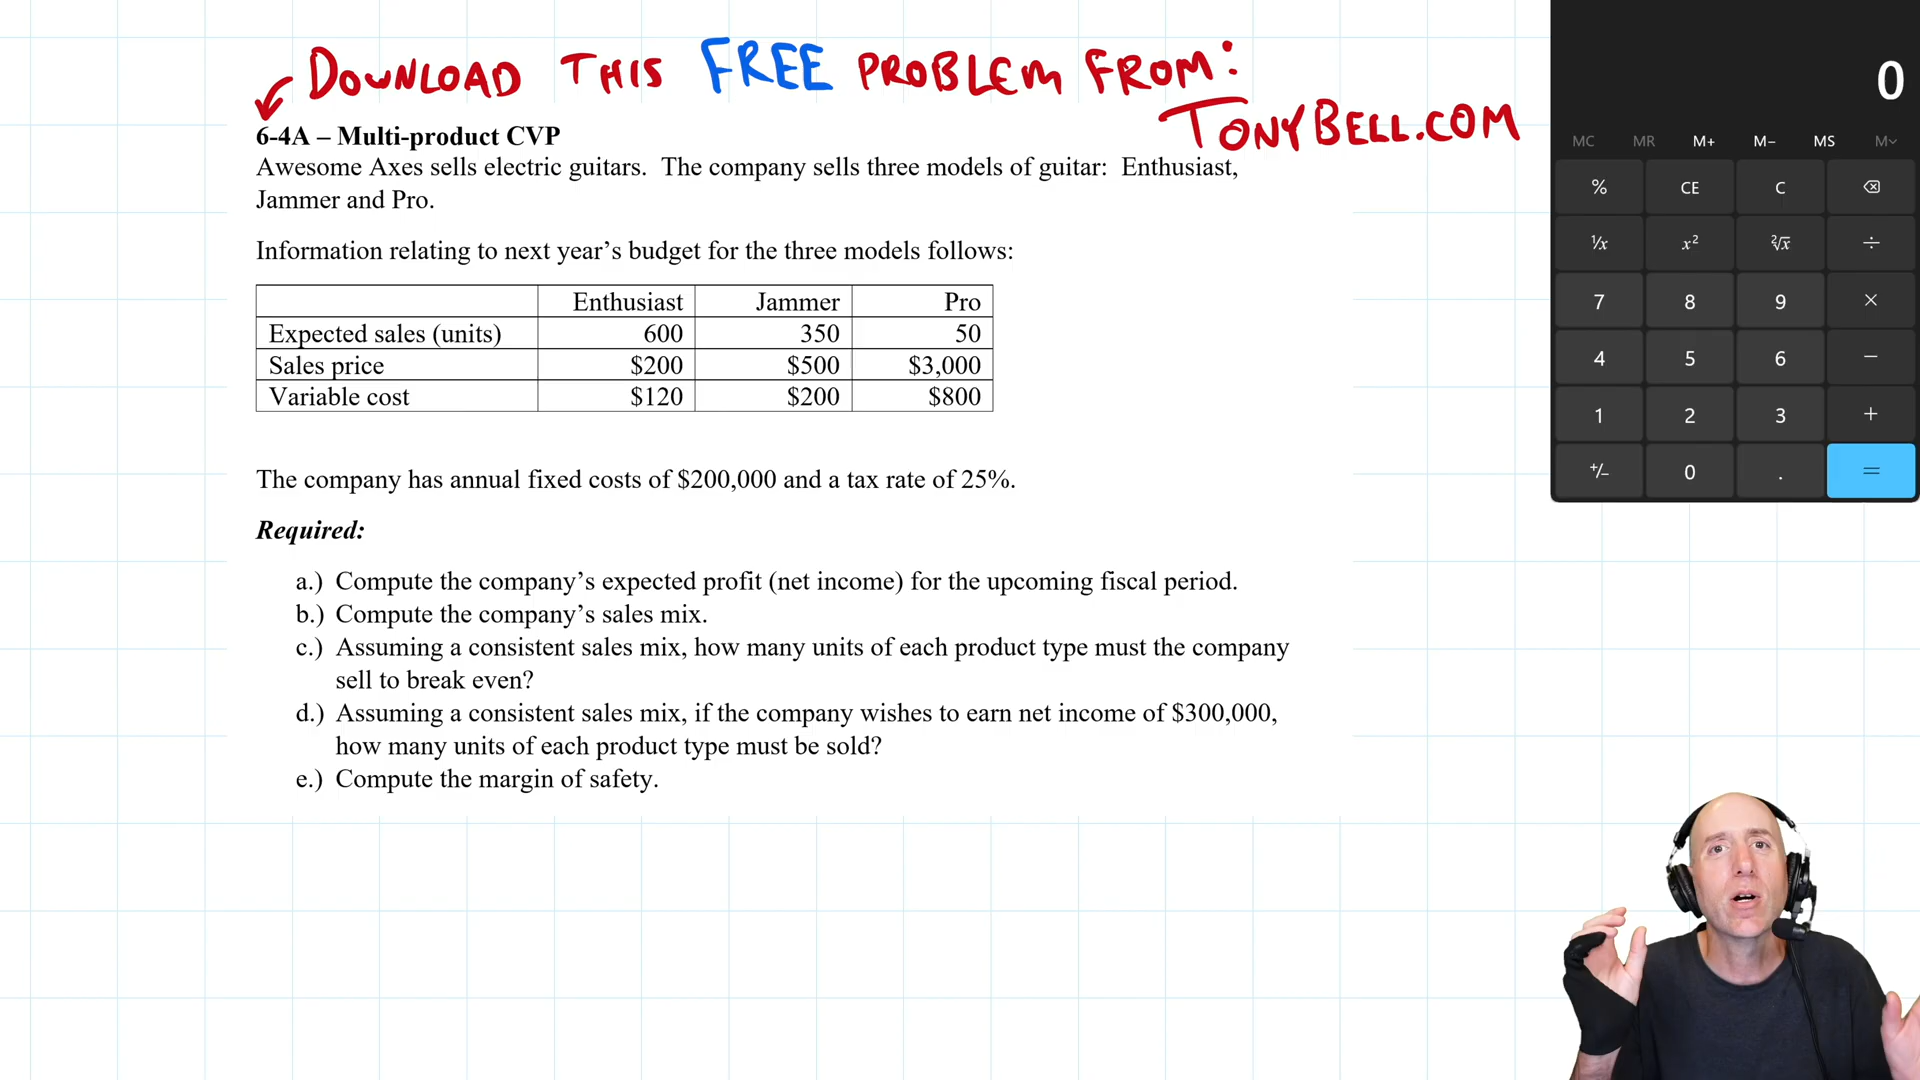 DOWNLOAD THIS FREE PROBLEM FROM:
TONYBELL.COM
6-4A – Multi-product CVP
Awesome Axes sells electric guitars. The company sells three models of guitar: Enthusiast,
Jammer and Pro.
Information relating to next year’s budget for the three models follows:
Enthusiast Jammer Pro
Expected sales (units) 600 350 50
Sales price $200 $500 $3,000
Variable cost $120 $200 $800
The company has annual fixed costs of $200,000 and a tax rate of 25%.
Required:
a.) Compute the company’s expected profit (net income) for the upcoming fiscal period.
b.) Compute the company’s sales mix.
c.) Assuming a consistent sales mix, how many units of each product type must the company
sell to break even?
d.) Assuming a consistent sales mix, if the company wishes to earn net income of $300,000,
how many units of each product type must be sold?
e.) Compute the margin of safety.
0
MC MR M+ M− MS M˅
% CE C ⌫
¹/x x² ²√x ÷
7 8 9 ×
4 5 6 −
1 2 3 +
+/− 0 . =